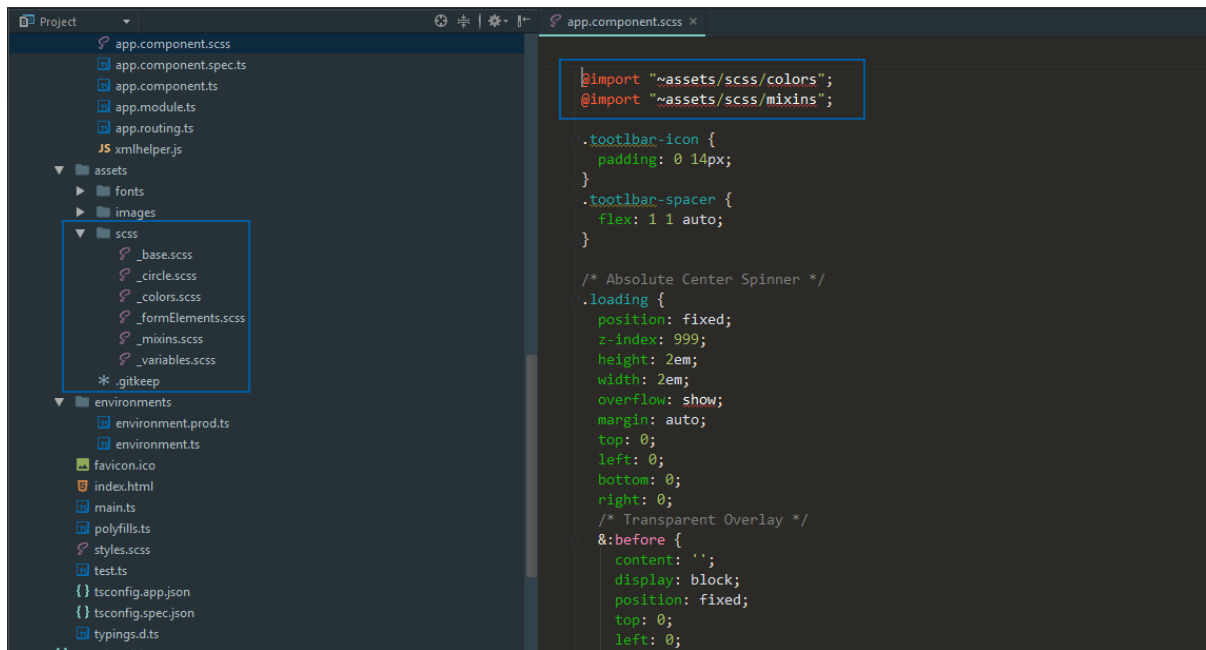 Project
app.component.scss
app.component.spec.ts
app.component.ts
app.module.ts
app.routing.ts
JS xmlhelper.js
assets
fonts
images
scss
_base.scss
_circle.scss
_colors.scss
_formElements.scss
_mixins.scss
_variables.scss
.gitkeep
environments
environment.prod.ts
environment.ts
favicon.ico
index.html
main.ts
polyfills.ts
styles.scss
test.ts
tsconfig.app.json
tsconfig.spec.json
typings.d.ts
app.component.scss ×
@import "~assets/scss/colors";
@import "~assets/scss/mixins";
.tootlbar-icon {
padding: 0 14px;
}
.tootlbar-spacer {
flex: 1 1 auto;
}
/* Absolute Center Spinner */
.loading {
position: fixed;
z-index: 999;
height: 2em;
width: 2em;
overflow: show;
margin: auto;
top: 0;
left: 0;
bottom: 0;
right: 0;
/* Transparent Overlay */
&:before {
content: '';
display: block;
position: fixed;
top: 0;
left: 0;